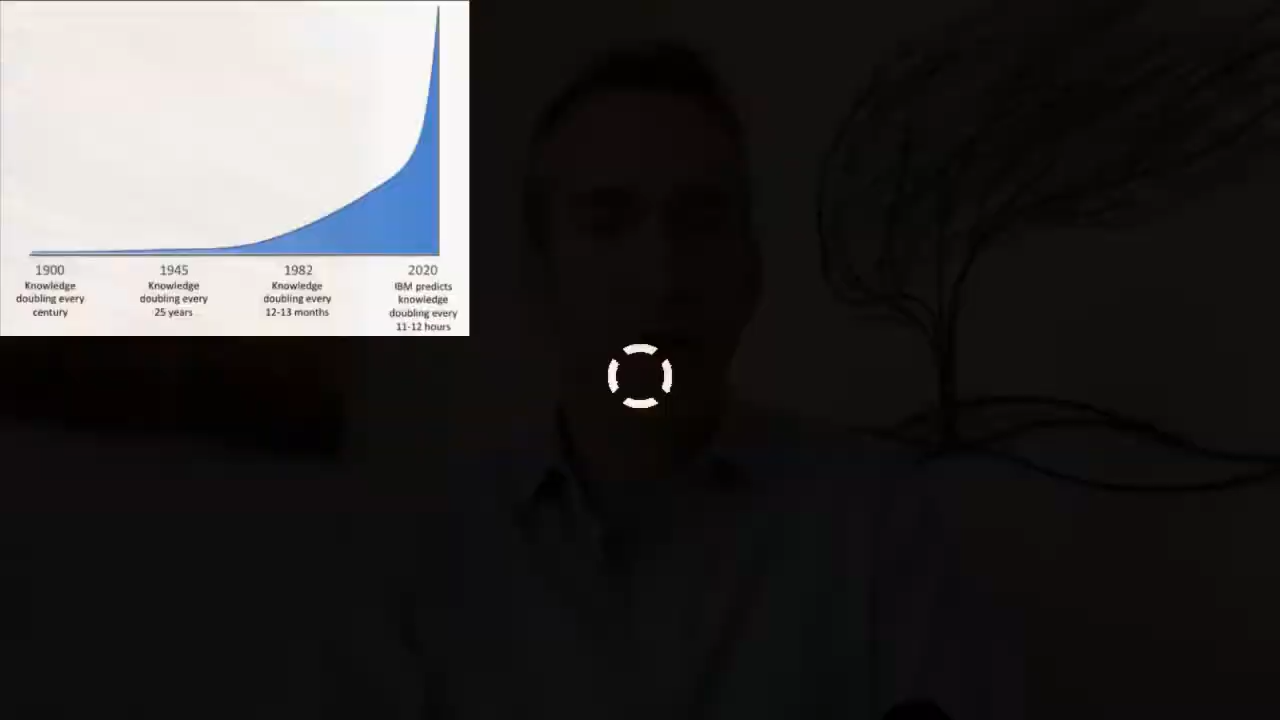 1900
Knowledge
doubling every
century
1945
Knowledge
doubling every
25 years
1982
Knowledge
doubling every
12-13 months
2020
IBM predicts
knowledge
doubling every
11-12 hours